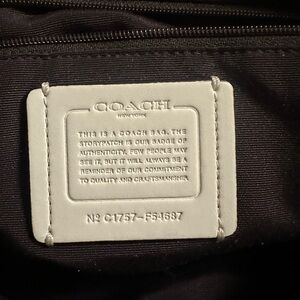 COACH
NEW YORK
THIS IS A COACH BAG. THE
STORYPATCH IS OUR BADGE OF
AUTHENTICITY. FEW PEOPLE MAY
SEE IT, BUT IT WILL ALWAYS BE A
REMINDER OF OUR COMMITMENT
TO QUALITY AND CRAFTSMANSHIP.
Nº C1757-F54687